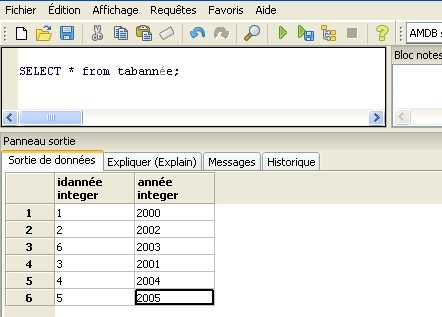 Fichier Édition Affichage Requêtes Favoris Aide
AMDB s
SELECT * from tabannée;
Bloc notes
Panneau sortie
Sortie de données Expliquer (Explain) Messages Historique
idannée année
integer integer
1 1 2000
2 2 2002
3 6 2003
4 3 2001
5 4 2004
6 5 2005